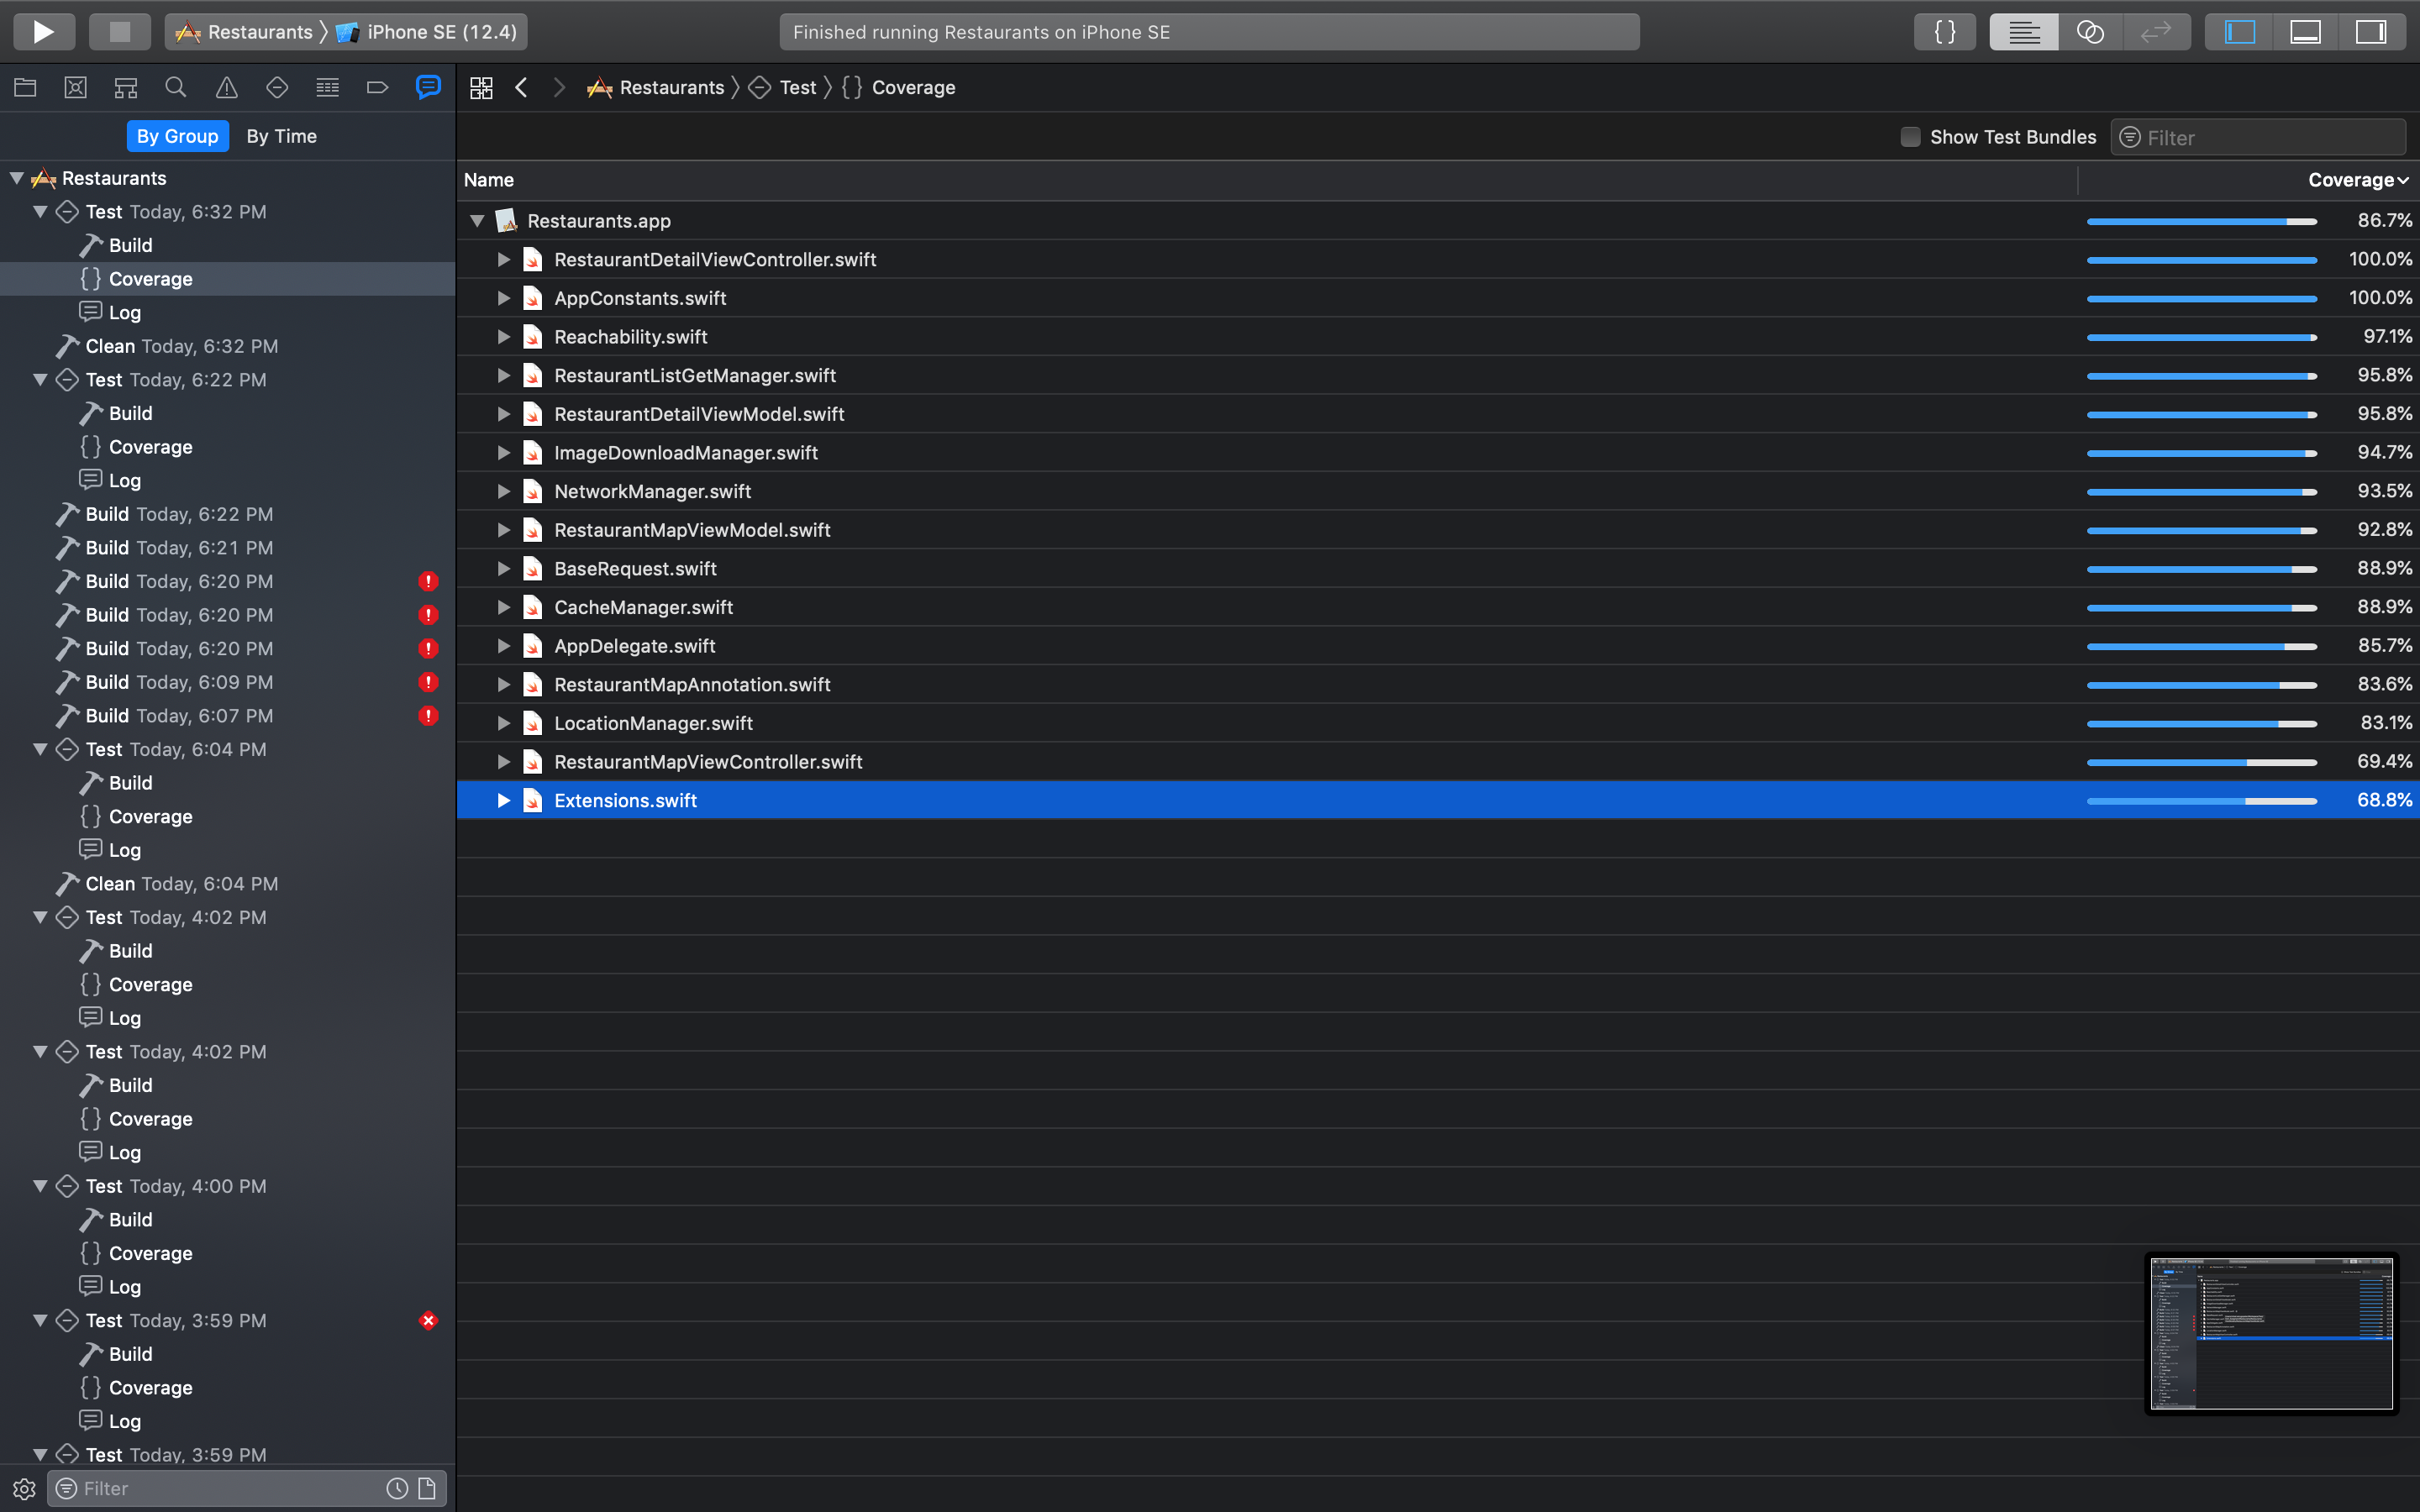 Restaurants 〉 iPhone SE (12.4)
Finished running Restaurants on iPhone SE
{ }
Restaurants 〉 Test 〉 { } Coverage
By Group By Time
Show Test Bundles Filter
Name Coverage
Restaurants
Test Today, 6:32 PM
Build
{ } Coverage
Log
Clean Today, 6:32 PM
Test Today, 6:22 PM
Build
{ } Coverage
Log
Build Today, 6:22 PM
Build Today, 6:21 PM
Build Today, 6:20 PM
Build Today, 6:20 PM
Build Today, 6:20 PM
Build Today, 6:09 PM
Build Today, 6:07 PM
Test Today, 6:04 PM
Build
{ } Coverage
Log
Clean Today, 6:04 PM
Test Today, 4:02 PM
Build
{ } Coverage
Log
Test Today, 4:02 PM
Build
{ } Coverage
Log
Test Today, 4:00 PM
Build
{ } Coverage
Log
Test Today, 3:59 PM
Build
{ } Coverage
Log
Test Today, 3:59 PM
Filter
Restaurants.app 86.7%
RestaurantDetailViewController.swift 100.0%
AppConstants.swift 100.0%
Reachability.swift 97.1%
RestaurantListGetManager.swift 95.8%
RestaurantDetailViewModel.swift 95.8%
ImageDownloadManager.swift 94.7%
NetworkManager.swift 93.5%
RestaurantMapViewModel.swift 92.8%
BaseRequest.swift 88.9%
CacheManager.swift 88.9%
AppDelegate.swift 85.7%
RestaurantMapAnnotation.swift 83.6%
LocationManager.swift 83.1%
RestaurantMapViewController.swift 69.4%
Extensions.swift 68.8%